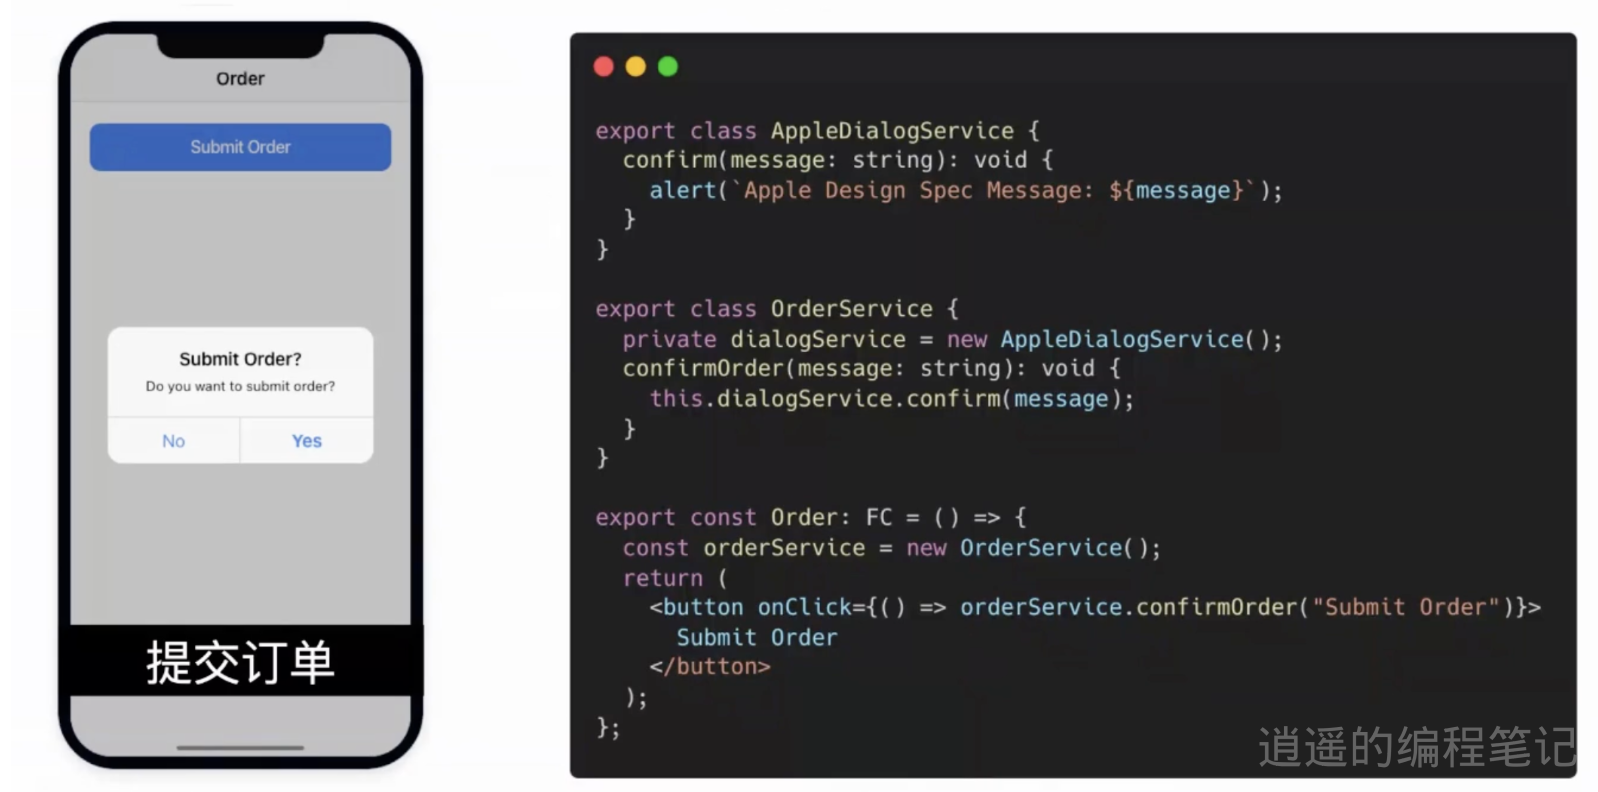 Order
Submit Order
Submit Order?
Do you want to submit order?
No
Yes
提交订单
export class AppleDialogService {
  confirm(message: string): void {
    alert(`Apple Design Spec Message: ${message}`);
  }
}
export class OrderService {
  private dialogService = new AppleDialogService();
  confirmOrder(message: string): void {
    this.dialogService.confirm(message);
  }
}
export const Order: FC = () => {
  const orderService = new OrderService();
  return (
    <button onClick={() => orderService.confirmOrder("Submit Order")}>
      Submit Order
    </button>
  );
};
逍遥的编程笔记